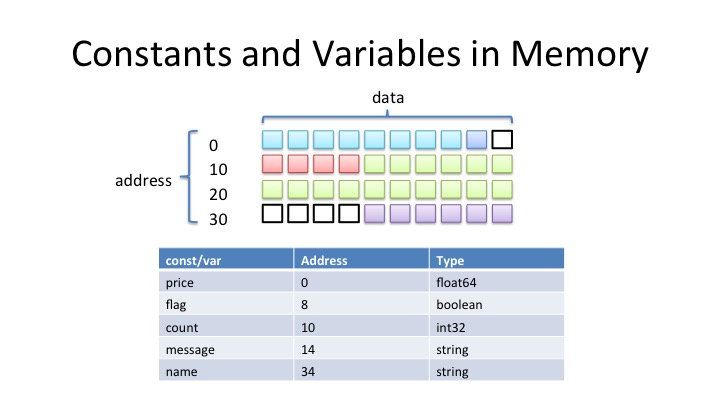 Constants and Variables in Memory
data
address
0
10
20
30
const/var Address Type
price 0 float64
flag 8 boolean
count 10 int32
message 14 string
name 34 string